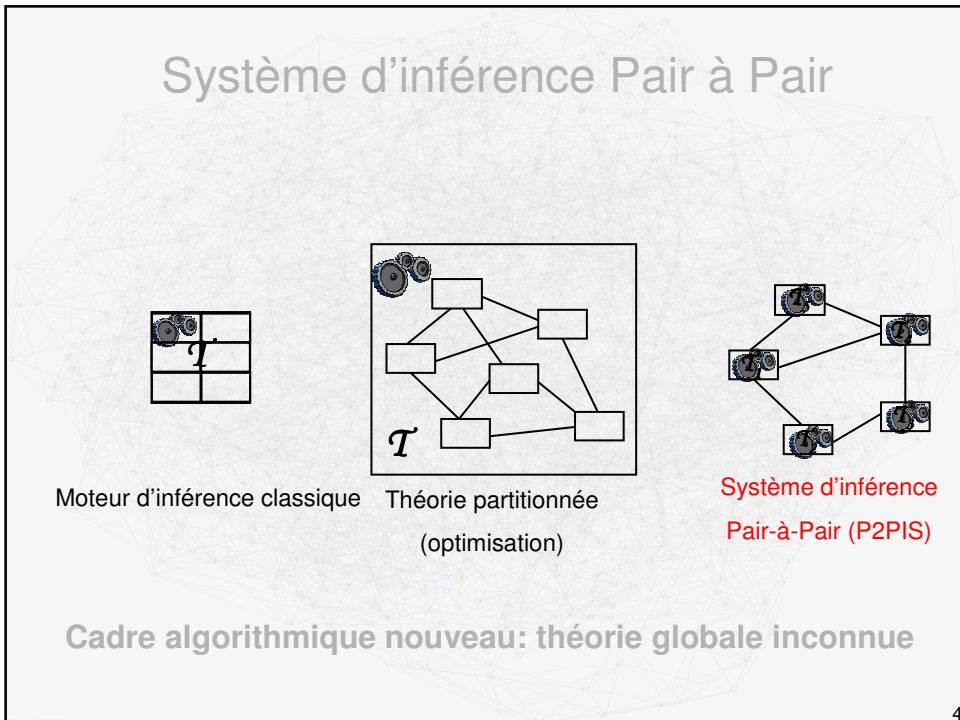 Système d'inférence Pair à Pair
T
T
Moteur d'inférence classique
Théorie partitionnée
(optimisation)
Système d'inférence
Pair-à-Pair (P2PIS)
Cadre algorithmique nouveau: théorie globale inconnue
4